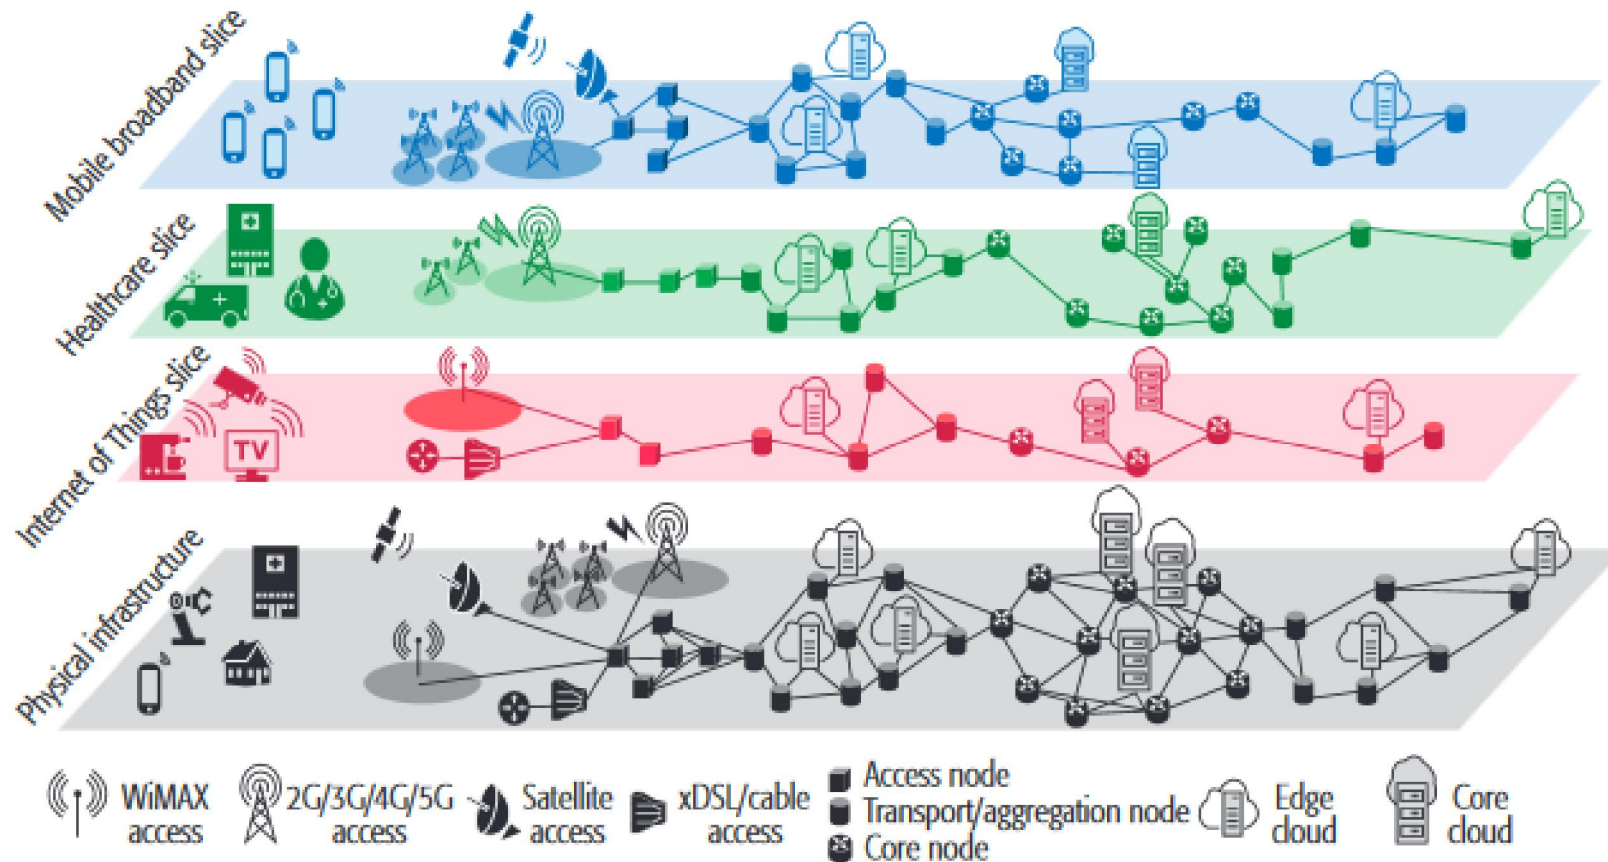 Mobile broadband slice
Healthcare slice
Internet of Things slice
TV
Physical infrastructure
WiMAX
access
2G/3G/4G/5G
access
Satellite
access
xDSL/cable
access
Access node
Transport/aggregation node
Core node
Edge
cloud
Core
cloud